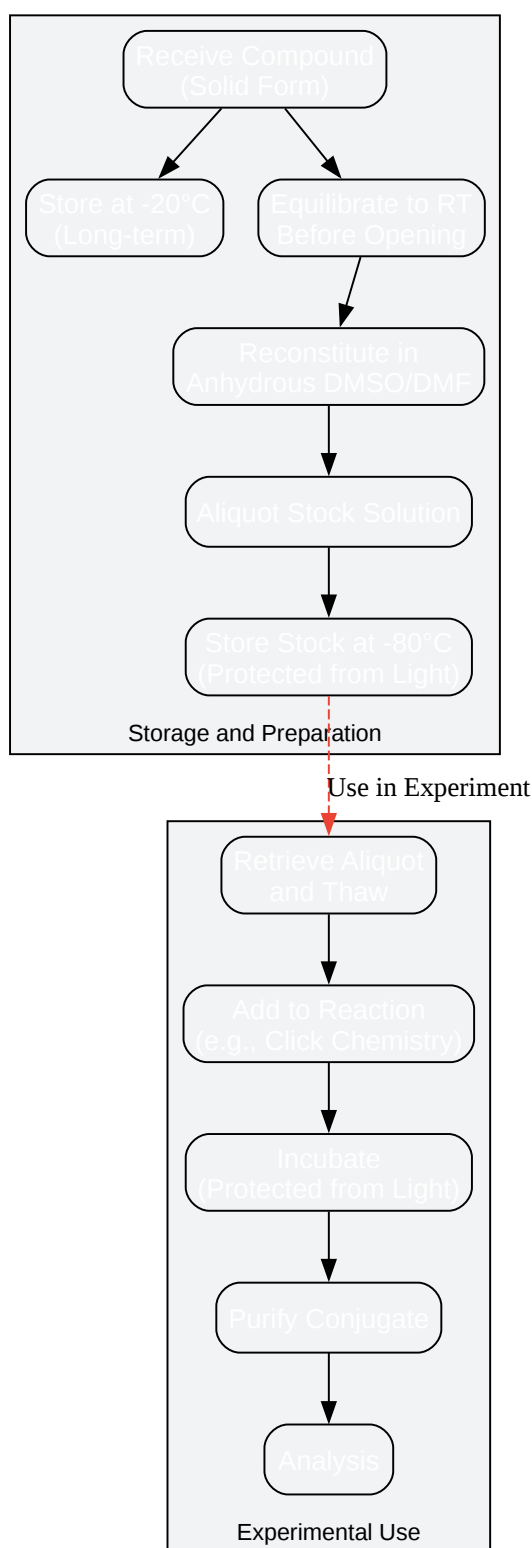 Receive Compound
(Solid Form)
Store at -20°C
(Long-term)
Equilibrate to RT
Before Opening
Reconstitute in
Anhydrous DMSO/DMF
Aliquot Stock Solution
Store Stock at -80°C
(Protected from Light)
Storage and Preparation
Use in Experiment
Retrieve Aliquot
and Thaw
Add to Reaction
(e.g., Click Chemistry)
Incubate
(Protected from Light)
Purify Conjugate
Analysis
Experimental Use